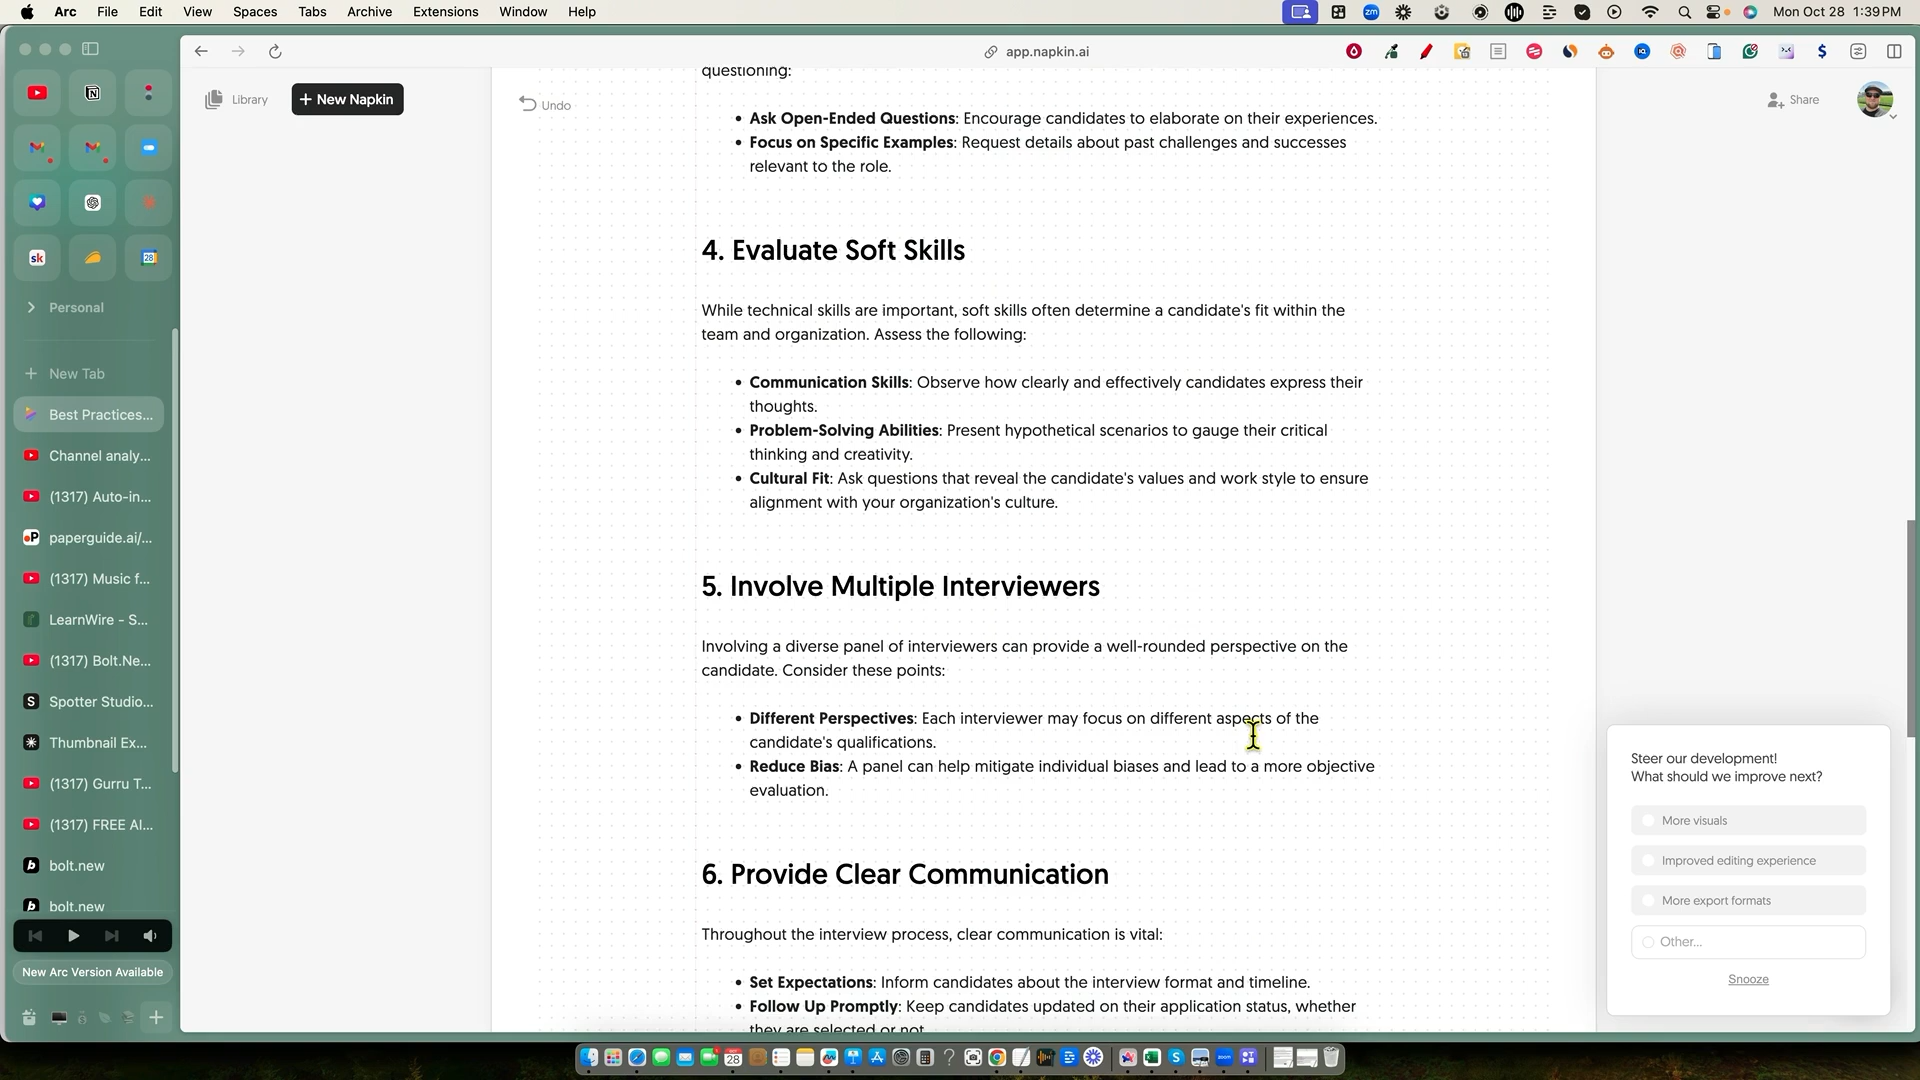 Arc File Edit View Spaces Tabs Archive Extensions Window Help Mon Oct 28 1:39 PM
app.napkin.ai
Library + New Napkin Undo Share
Personal
New Tab
Best Practices...
Channel analy...
(1317) Auto-in...
paperguide.ai/...
(1317) Music f...
LearnWire - S...
(1317) Bolt.Ne...
Spotter Studio...
Thumbnail Ex...
(1317) Gurru T...
(1317) FREE AI...
bolt.new
bolt.new
New Arc Version Available
questioning:
• Ask Open-Ended Questions: Encourage candidates to elaborate on their experiences.
• Focus on Specific Examples: Request details about past challenges and successes
relevant to the role.
4. Evaluate Soft Skills
While technical skills are important, soft skills often determine a candidate's fit within the
team and organization. Assess the following:
• Communication Skills: Observe how clearly and effectively candidates express their
thoughts.
• Problem-Solving Abilities: Present hypothetical scenarios to gauge their critical
thinking and creativity.
• Cultural Fit: Ask questions that reveal the candidate's values and work style to ensure
alignment with your organization's culture.
5. Involve Multiple Interviewers
Involving a diverse panel of interviewers can provide a well-rounded perspective on the
candidate. Consider these points:
• Different Perspectives: Each interviewer may focus on different aspects of the
candidate's qualifications.
• Reduce Bias: A panel can help mitigate individual biases and lead to a more objective
evaluation.
6. Provide Clear Communication
Throughout the interview process, clear communication is vital:
• Set Expectations: Inform candidates about the interview format and timeline.
• Follow Up Promptly: Keep candidates updated on their application status, whether
they are selected or not.
Steer our development!
What should we improve next?
More visuals
Improved editing experience
More export formats
Other...
Snooze